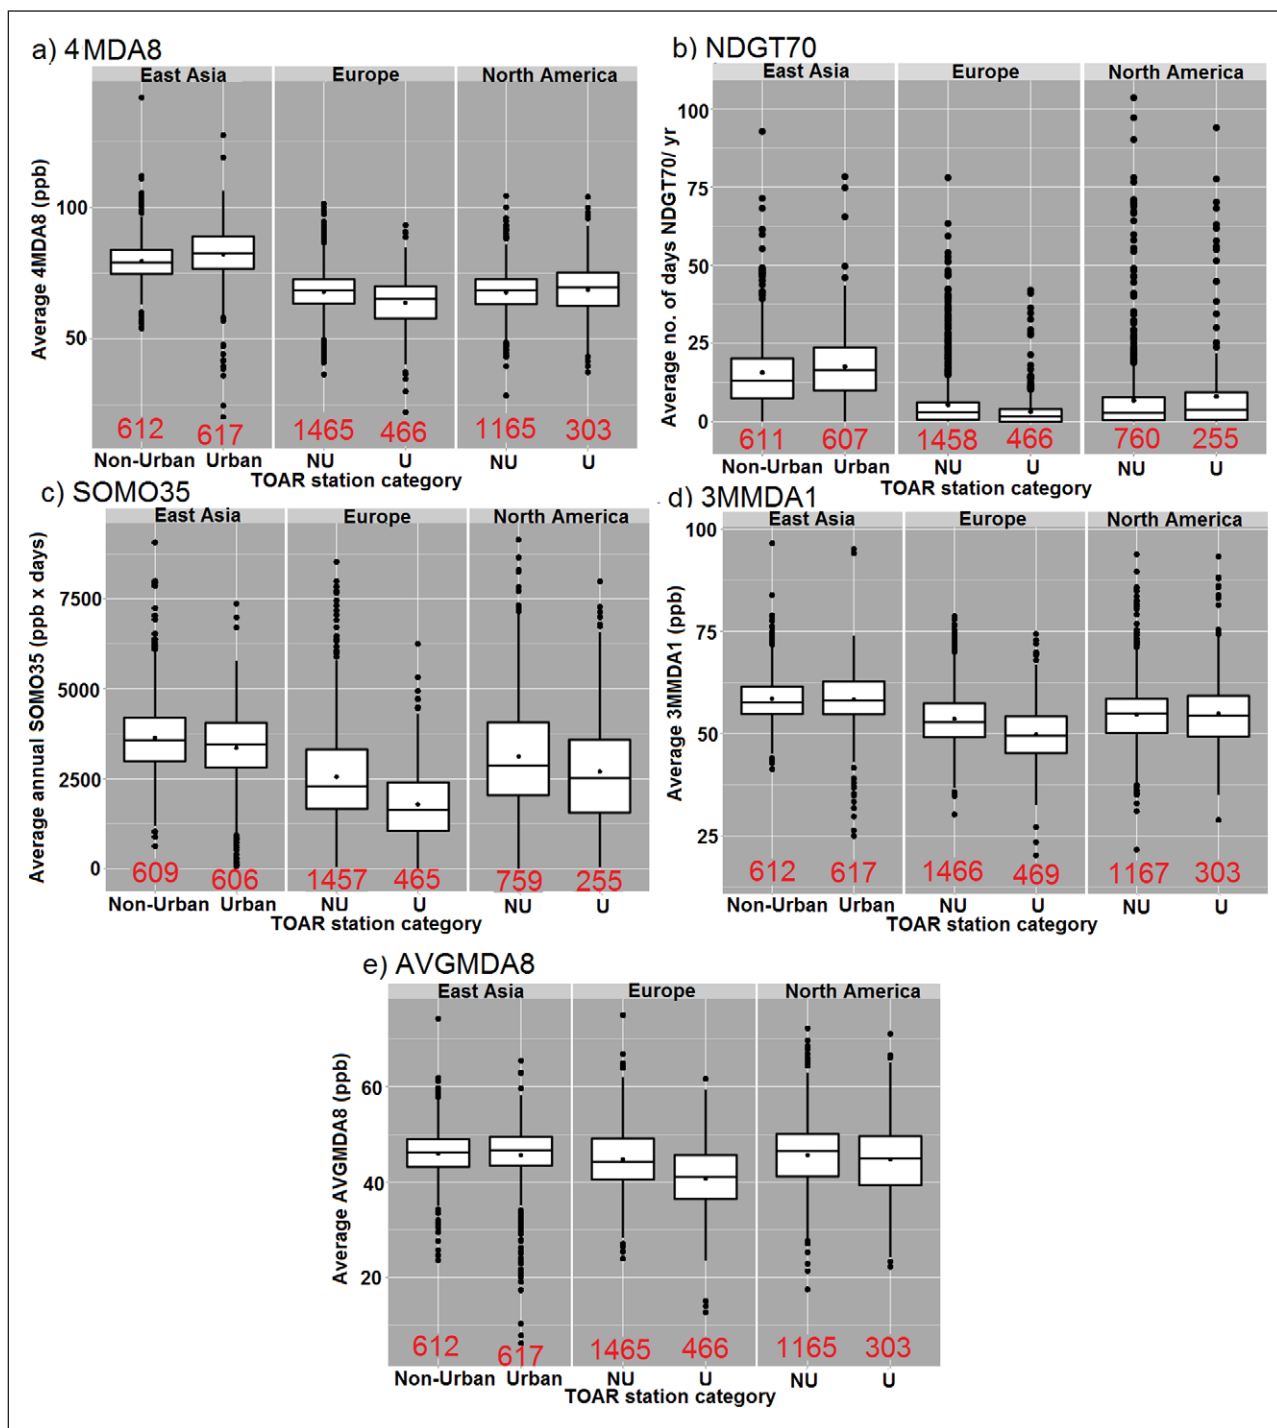 a) 4MDA8
East Asia Europe North America
Average 4MDA8 (ppb)
100
50
612 617 1465 466 1165 303
Non-Urban Urban NU U NU U
TOAR station category
b) NDGT70
East Asia Europe North America
Average no. of days NDGT70/ yr
100
75
50
25
0
611 607 1458 466 760 255
Non-Urban Urban NU U NU U
TOAR station category
c) SOMO35
East Asia Europe North America
Average annual SOMO35 (ppb x days)
7500
5000
2500
0
609 606 1457 465 759 255
Non-Urban Urban NU U NU U
TOAR station category
d) 3MMDA1
East Asia Europe North America
Average 3MMDA1 (ppb)
100
75
50
25
612 617 1466 469 1167 303
Non-Urban Urban NU U NU U
TOAR station category
e) AVGMDA8
East Asia Europe North America
Average AVGMDA8 (ppb)
60
40
20
612 617 1465 466 1165 303
Non-Urban Urban NU U NU U
TOAR station category